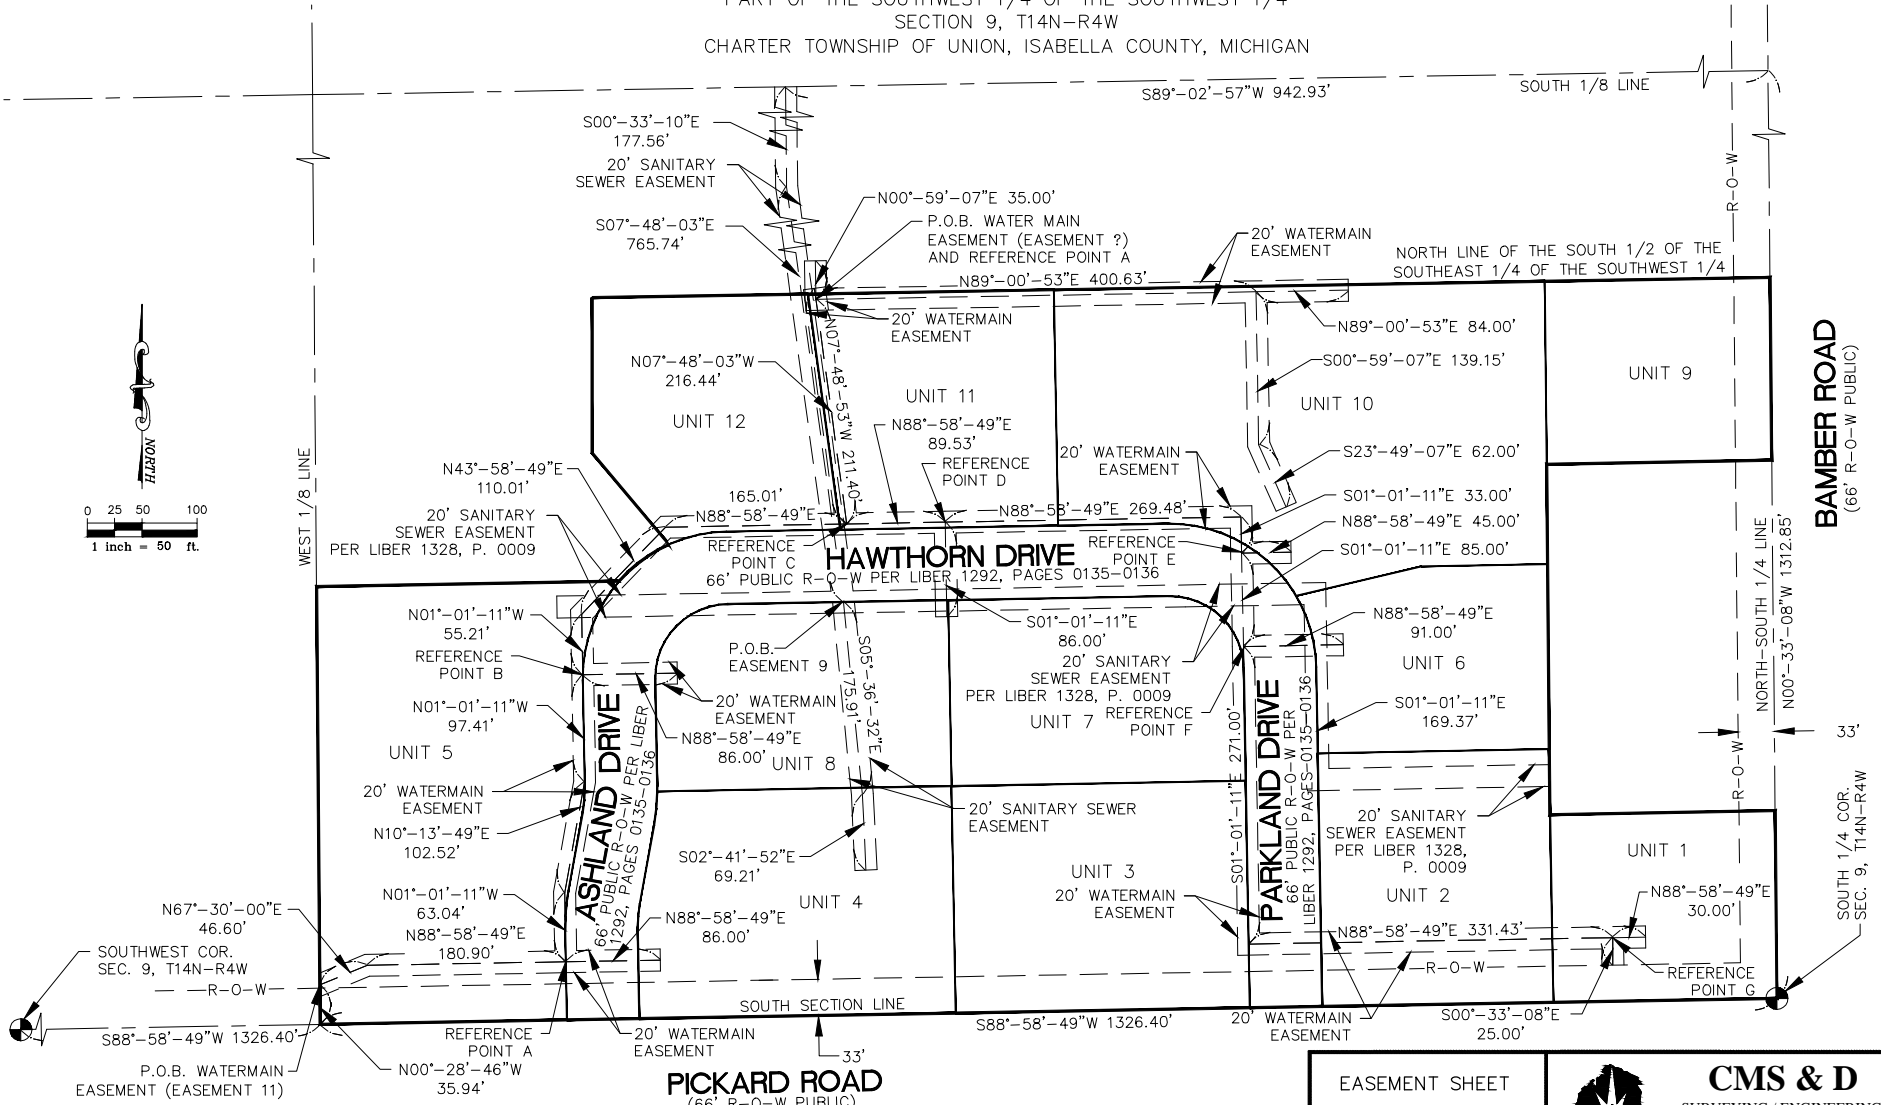 PART OF THE SOUTHWEST 1/4 OF THE SOUTHWEST 1/4
SECTION 9, T14N-R4W
CHARTER TOWNSHIP OF UNION, ISABELLA COUNTY, MICHIGAN
S89°-02'-57"W 942.93'
SOUTH 1/8 LINE
S00°-33'-10"E
177.56'
20' SANITARY
SEWER EASEMENT
S07°-48'-03"E
765.74'
N00°-59'-07"E 35.00'
P.O.B. WATER MAIN
EASEMENT (EASEMENT ?)
AND REFERENCE POINT A
N89°-00'-53"E 400.63'
20' WATERMAIN
EASEMENT
NORTH LINE OF THE SOUTH 1/2 OF THE
SOUTHEAST 1/4 OF THE SOUTHWEST 1/4
R-O-W
20' WATERMAIN
EASEMENT
N89°-00'-53"E 84.00'
S00°-59'-07"E 139.15'
N07°-48'-03"W
216.44'
N07°-48'-53"W 211.40'
UNIT 12
UNIT 11
UNIT 10
UNIT 9
BAMBER ROAD
(66' R-O-W PUBLIC)
NORTH
0 25 50 100
1 inch = 50 ft.
WEST 1/8 LINE
N88°-58'-49"E
89.53'
REFERENCE
POINT D
20' WATERMAIN
EASEMENT
S23°-49'-07"E 62.00'
N43°-58'-49"E
110.01'
165.01'
N88°-58'-49"E
N88°-58'-49"E 269.48'
S01°-01'-11"E 33.00'
N88°-58'-49"E 45.00'
S01°-01'-11"E 85.00'
20' SANITARY
SEWER EASEMENT
PER LIBER 1328, P. 0009
REFERENCE
POINT C
HAWTHORN DRIVE
66' PUBLIC R-O-W PER LIBER 1292, PAGES 0135-0136
REFERENCE
POINT E
NORTH-SOUTH 1/4 LINE
N00°-33'-08"W 1312.85'
N01°-01'-11"W
55.21'
REFERENCE
POINT B
P.O.B.
EASEMENT 9
S01°-01'-11"E
86.00'
20' SANITARY
SEWER EASEMENT
PER LIBER 1328, P. 0009
UNIT 7
REFERENCE
POINT F
N88°-58'-49"E
91.00'
UNIT 6
S01°-01'-11"E
169.37'
N01°-01'-11"W
97.41'
UNIT 5
20' WATERMAIN
EASEMENT
N88°-58'-49"E
86.00'
UNIT 8
S05°-36'-32"E
175.91'
33'
R-O-W
ASHLAND DRIVE
66' PUBLIC R-O-W PER LIBER
1292, PAGES 0135-0136
PARKLAND DRIVE
66' PUBLIC R-O-W PER
LIBER 1292, PAGES 0135-0136
S01°-01'-11"E 271.00'
20' WATERMAIN
EASEMENT
N10°-13'-49"E
102.52'
20' SANITARY SEWER
EASEMENT
20' SANITARY
SEWER EASEMENT
PER LIBER 1328,
P. 0009
S02°-41'-52"E
69.21'
UNIT 3
UNIT 1
UNIT 2
UNIT 4
20' WATERMAIN
EASEMENT
N88°-58'-49"E
30.00'
SOUTH 1/4 COR.
SEC. 9, T14N-R4W
N01°-01'-11"W
63.04'
N67°-30'-00"E
46.60'
N88°-58'-49"E
180.90'
N88°-58'-49"E
86.00'
N88°-58'-49"E 331.43'
SOUTHWEST COR.
SEC. 9, T14N-R4W
R-O-W
R-O-W
REFERENCE
POINT G
SOUTH SECTION LINE
S88°-58'-49"W 1326.40'
S88°-58'-49"W 1326.40'
REFERENCE
POINT A
20' WATERMAIN
EASEMENT
20' WATERMAIN
EASEMENT
S00°-33'-08"E
25.00'
P.O.B. WATERMAIN
EASEMENT (EASEMENT 11)
N00°-28'-46"W
35.94'
33'
PICKARD ROAD
(66' R-O-W PUBLIC)
EASEMENT SHEET
CMS & D
SURVEYING / ENGINEERING